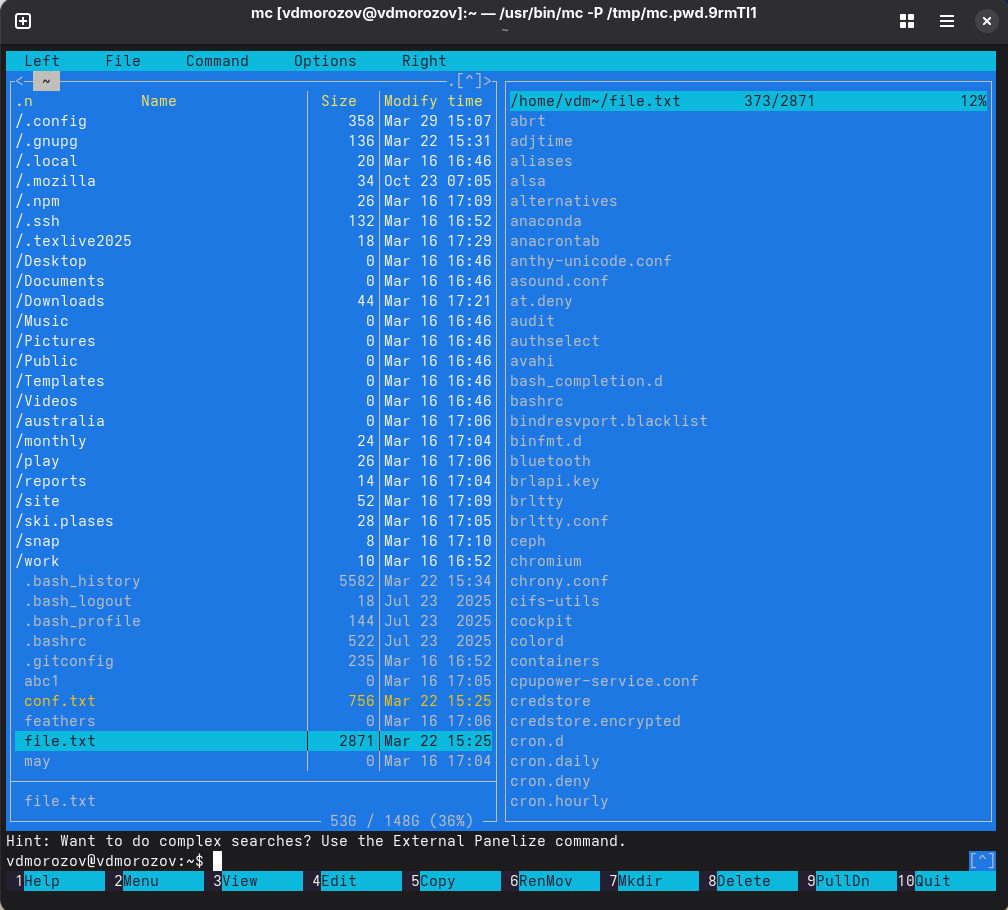 mc [vdmorozov@vdmorozov]:~ — /usr/bin/mc -P /tmp/mc.pwd.9rmTI1
~
Left File Command Options Right
<─ ~ ─.[^]>
.n Name Size Modify time
/.config 358 Mar 29 15:07
/.gnupg 136 Mar 22 15:31
/.local 20 Mar 16 16:46
/.mozilla 34 Oct 23 07:05
/.npm 26 Mar 16 17:09
/.ssh 132 Mar 16 16:52
/.texlive2025 18 Mar 16 17:29
/Desktop 0 Mar 16 16:46
/Documents 0 Mar 16 16:46
/Downloads 44 Mar 16 17:21
/Music 0 Mar 16 16:46
/Pictures 0 Mar 16 16:46
/Public 0 Mar 16 16:46
/Templates 0 Mar 16 16:46
/Videos 0 Mar 16 16:46
/australia 0 Mar 16 17:06
/monthly 24 Mar 16 17:04
/play 26 Mar 16 17:06
/reports 14 Mar 16 17:04
/site 52 Mar 16 17:09
/ski.plases 28 Mar 16 17:05
/snap 8 Mar 16 17:10
/work 10 Mar 16 16:52
.bash_history 5582 Mar 22 15:34
.bash_logout 18 Jul 23 2025
.bash_profile 144 Jul 23 2025
.bashrc 522 Jul 23 2025
.gitconfig 235 Mar 16 16:52
abc1 0 Mar 16 17:05
conf.txt 756 Mar 22 15:25
feathers 0 Mar 16 17:06
file.txt 2871 Mar 22 15:25
may 0 Mar 16 17:04
file.txt
53G / 148G (36%)
/home/vdm~/file.txt 373/2871 12%
abrt
adjtime
aliases
alsa
alternatives
anaconda
anacrontab
anthy-unicode.conf
asound.conf
at.deny
audit
authselect
avahi
bash_completion.d
bashrc
bindresvport.blacklist
binfmt.d
bluetooth
brlapi.key
brltty
brltty.conf
ceph
chromium
chrony.conf
cifs-utils
cockpit
colord
containers
cpupower-service.conf
credstore
credstore.encrypted
cron.d
cron.daily
cron.deny
cron.hourly
Hint: Want to do complex searches? Use the External Panelize command.
vdmorozov@vdmorozov:~$ [^]
1Help 2Menu 3View 4Edit 5Copy 6RenMov 7Mkdir 8Delete 9PullDn 10Quit